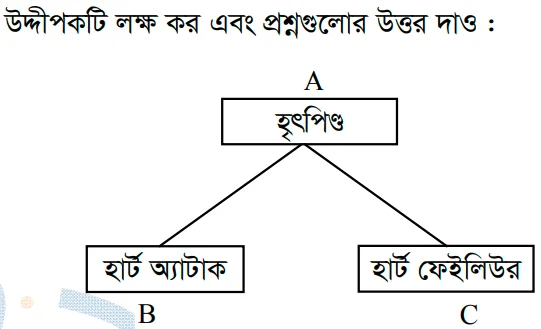 উদ্দীপকটি লক্ষ কর এবং প্রশ্নগুলোর উত্তর দাও :
A
হৃৎপিণ্ড
হার্ট অ্যাটাক
হার্ট ফেইলিউর
B
C